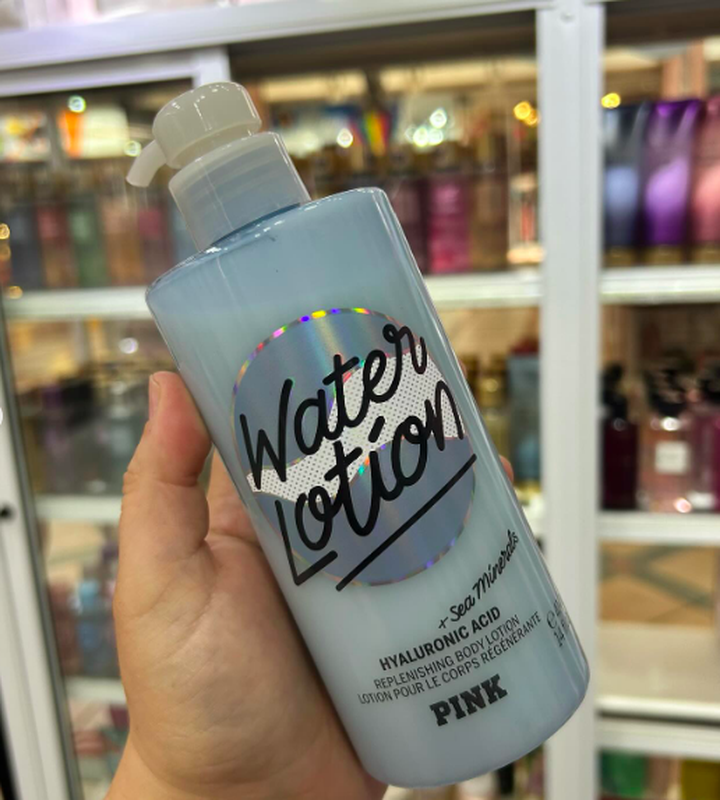 Water
Lotion
+ Sea Minerals
HYALURONIC ACID
REPLENISHING BODY LOTION
LOTION POUR LE CORPS RÉGÉNÉRANTE
PINK